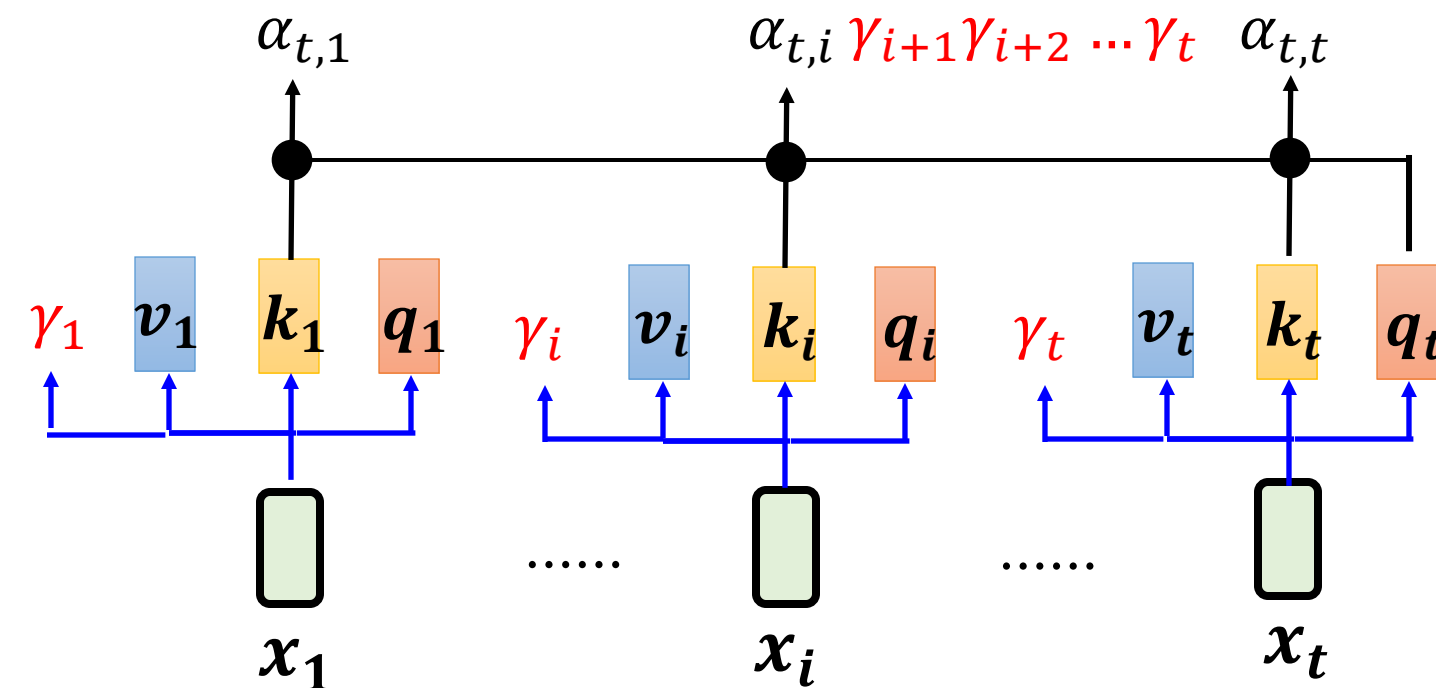 α_{t,1} α_{t,i} γ_{i+1}γ_{i+2} … γ_t α_{t,t}
γ_1 v_1 k_1 q_1 γ_i v_i k_i q_i γ_t v_t k_t q_t
...... ......
x_1 x_i x_t